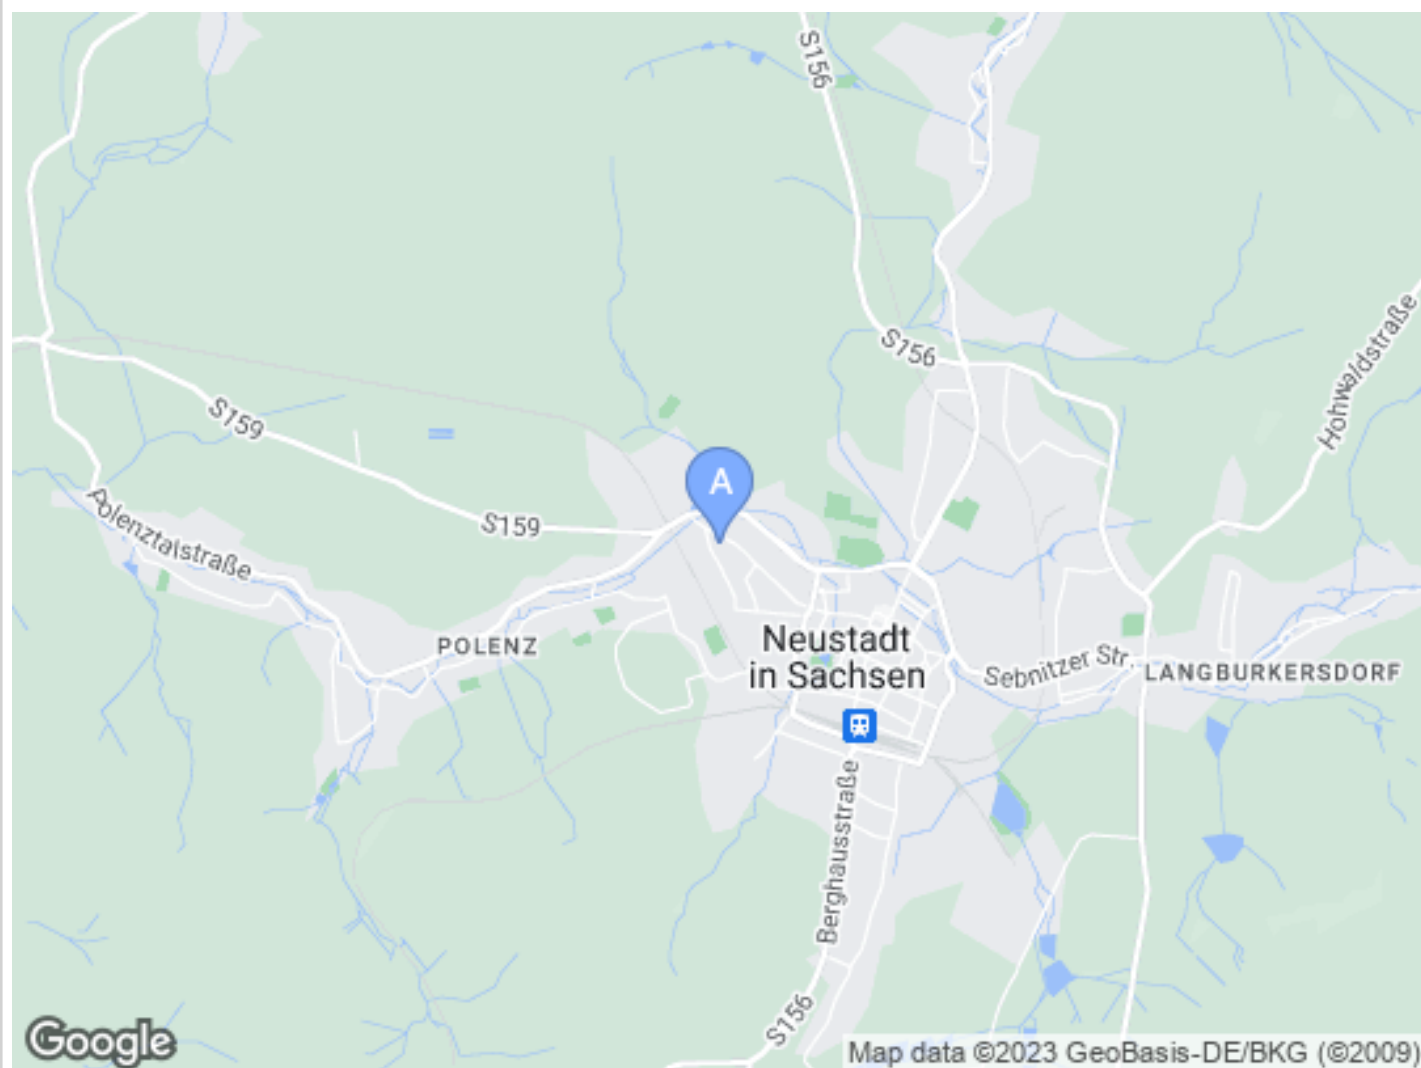 S156
S156
Hohwaldstraße
S159
A
Polenztalstraße
S159
POLENZ
Neustadt
in Sachsen
Sebnitzer Str.
LANGBURKERSDORF
Berghausstraße
S156
Google
Map data ©2023 GeoBasis-DE/BKG (©2009)